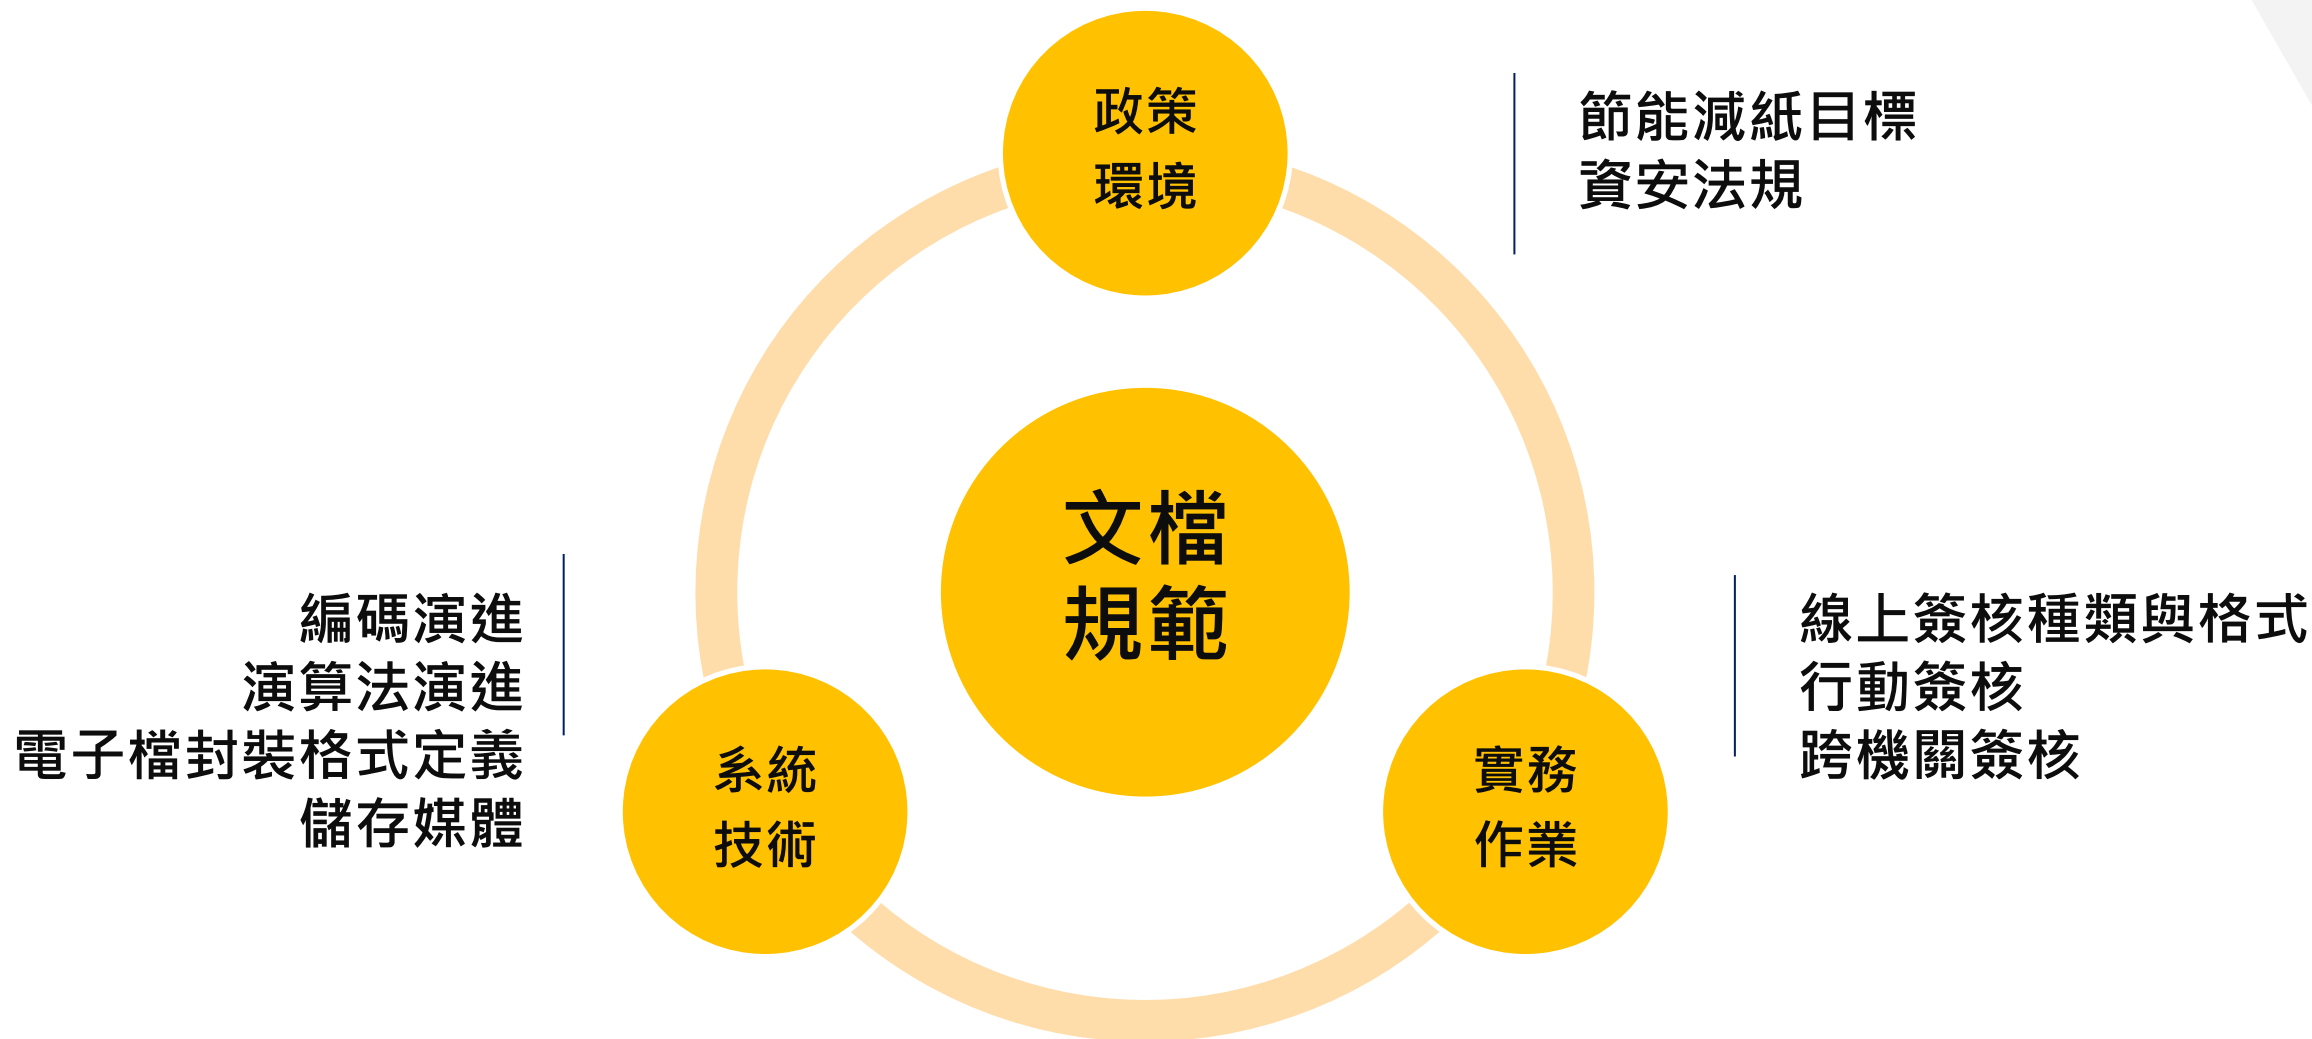 政策
環境
節能減紙目標
資安法規
文檔
規範
編碼演進
演算法演進
電子檔封裝格式定義
儲存媒體
系統
技術
實務
作業
線上簽核種類與格式
行動簽核
跨機關簽核